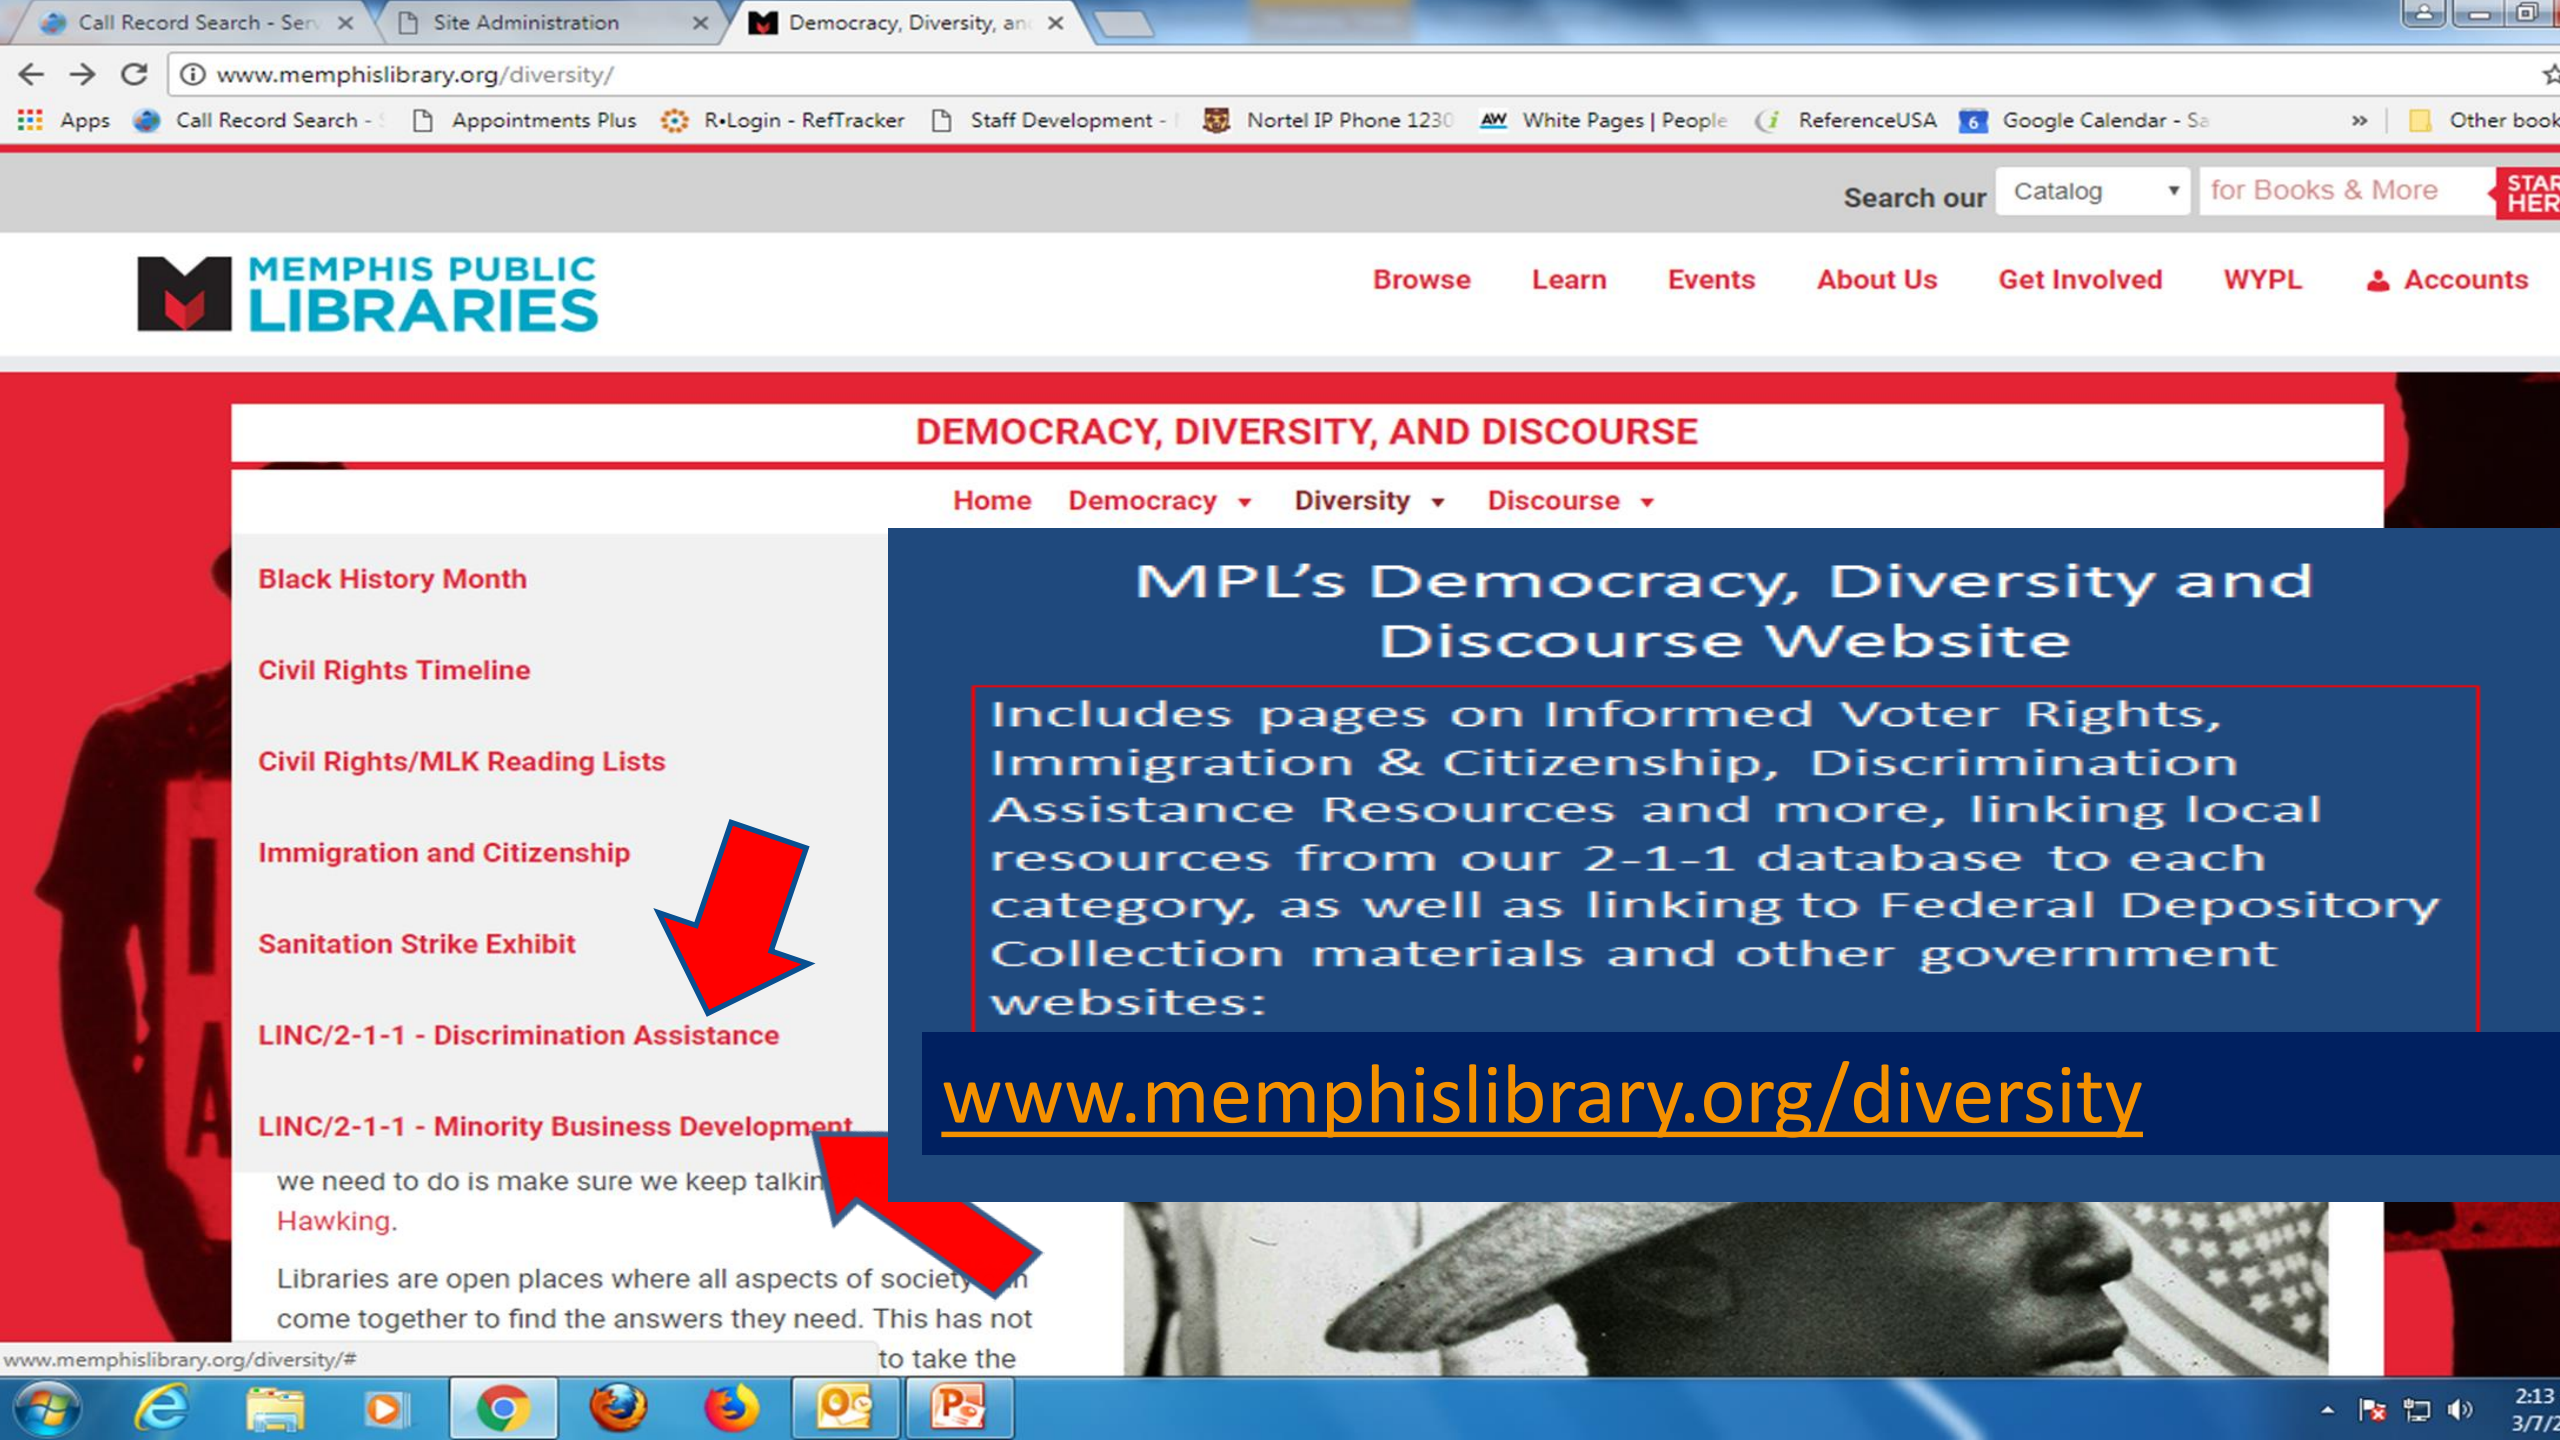 Call Record Search - Serv
Site Administration
Democracy, Diversity, an
www.memphislibrary.org/diversity/
Apps
Call Record Search -
Appointments Plus
R•Login - RefTracker
Staff Development -
Nortel IP Phone 1230
White Pages | People
ReferenceUSA
6
Google Calendar - Sa
»
Other book
Search our
Catalog
for Books & More
STAR
HER
MEMPHIS PUBLIC
LIBRARIES
Browse
Learn
Events
About Us
Get Involved
WYPL
Accounts
DEMOCRACY, DIVERSITY, AND DISCOURSE
Home
Democracy
Diversity
Discourse
Black History Month
Civil Rights Timeline
Civil Rights/MLK Reading Lists
Immigration and Citizenship
Sanitation Strike Exhibit
LINC/2-1-1 - Discrimination Assistance
LINC/2-1-1 - Minority Business Development
MPL’s Democracy, Diversity and
Discourse Website
Includes pages on Informed Voter Rights,
Immigration & Citizenship, Discrimination
Assistance Resources and more, linking local
resources from our 2-1-1 database to each
category, as well as linking to Federal Depository
Collection materials and other government
websites:
www.memphislibrary.org/diversity
we need to do is make sure we keep talkin
Hawking.
Libraries are open places where all aspects of society
come together to find the answers they need. This has not
to take the
www.memphislibrary.org/diversity/#
2:13
3/7/2